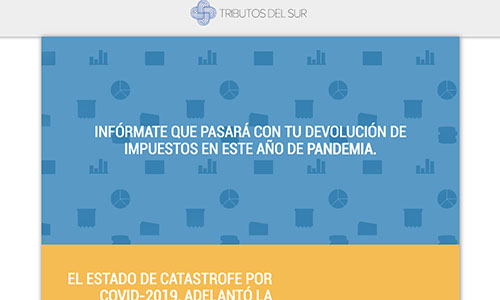 TRIBUTOS DEL SUR
INFÓRMATE QUE PASARÁ CON TU DEVOLUCIÓN DE
IMPUESTOS EN ESTE AÑO DE PANDEMIA.
EL ESTADO DE CATASTROFE POR
COVID-2019, ADELANTÓ LA